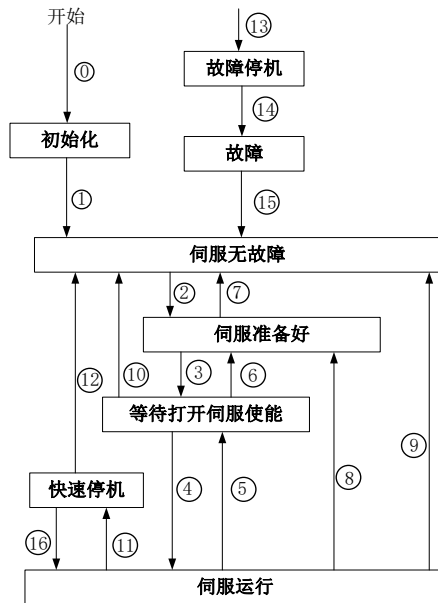 开始
⓪
⑬
故障停机
⑭
初始化
故障
①
⑮
伺服无故障
②
⑦
伺服准备好
③
⑥
⑫
⑩
等待打开伺服使能
⑨
快速停机
④
⑤
⑧
⑯
⑪
伺服运行